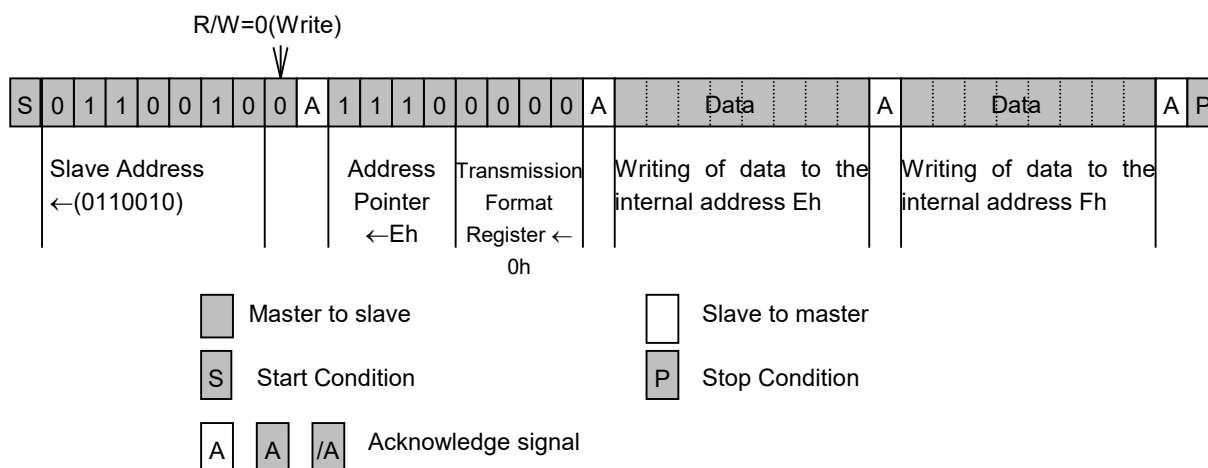 R/W=0(Write)
S 0 1 1 0 0 1 0 0 A 1 1 1 0 0 0 0 0 A Data A Data A P
Slave Address
←(0110010)
Address
Pointer
←Eh
Transmission
Format
Register ←
0h
Writing of data to the
internal address Eh
Writing of data to the
internal address Fh
Master to slave
Slave to master
S Start Condition
P Stop Condition
A A /A Acknowledge signal